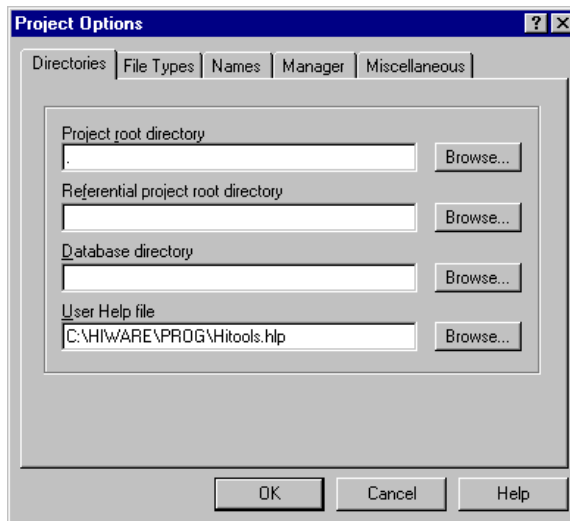 Project Options
Directories File Types Names Manager Miscellaneous
Project root directory
. Browse...
Referential project root directory
Browse...
Database directory
Browse...
User Help file
C:\HIWARE\PROG\Hitools.hlp Browse...
OK Cancel Help